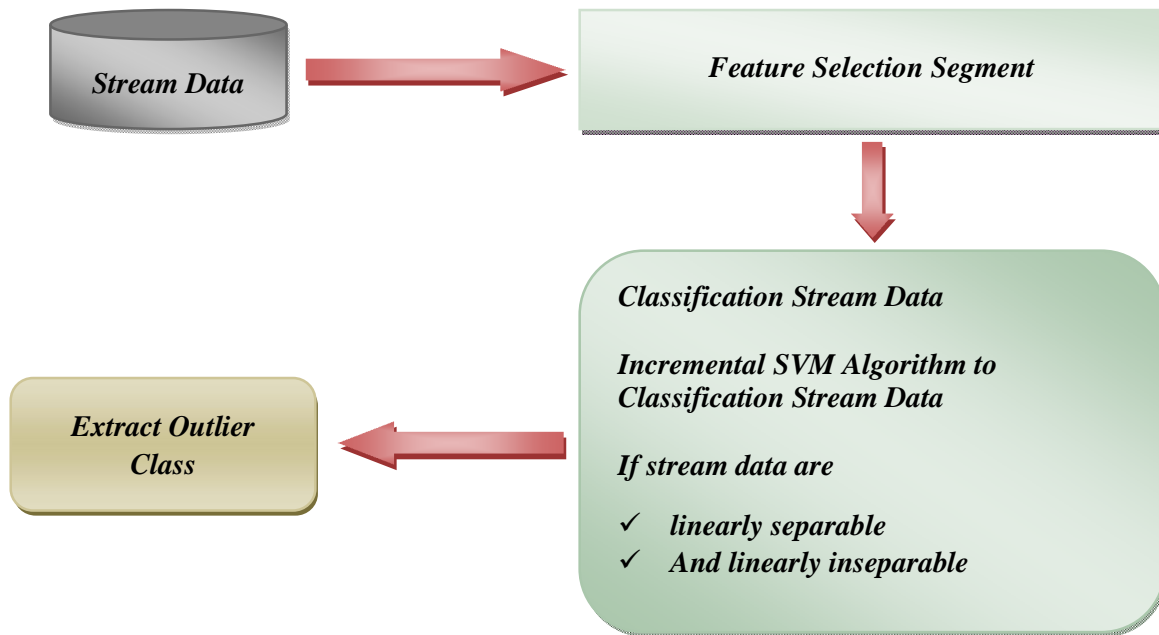 Stream Data
Feature Selection Segment
Classification Stream Data
Incremental SVM Algorithm to
Classification Stream Data
If stream data are
✓ linearly separable
✓ And linearly inseparable
Extract Outlier
Class